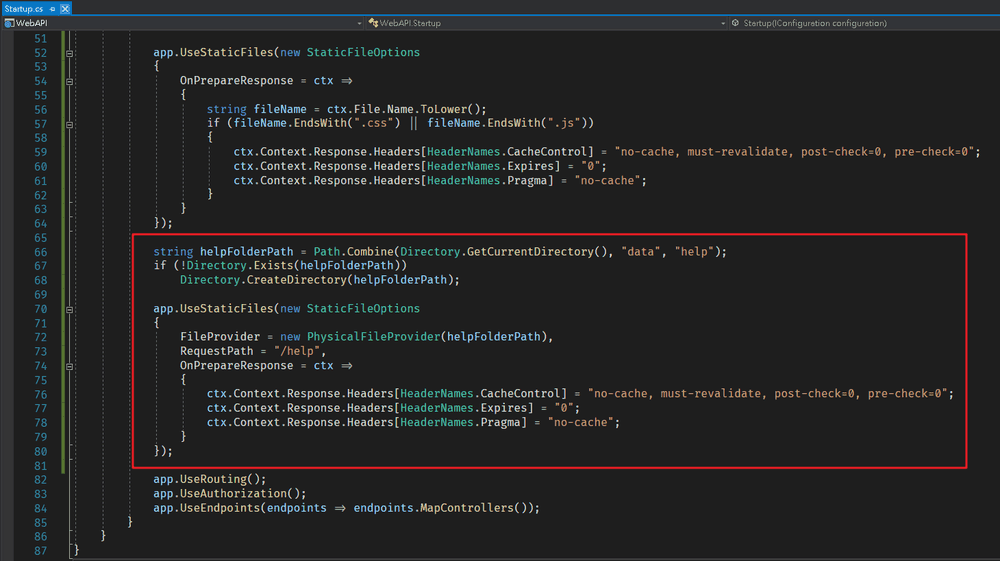 Startup.cs
WebAPI
WebAPI.Startup
Startup(IConfiguration configuration)
51
52 app.UseStaticFiles(new StaticFileOptions
53 {
54 OnPrepareResponse = ctx =>
55 {
56 string fileName = ctx.File.Name.ToLower();
57 if (fileName.EndsWith(".css") || fileName.EndsWith(".js"))
58 {
59 ctx.Context.Response.Headers[HeaderNames.CacheControl] = "no-cache, must-revalidate, post-check=0, pre-check=0";
60 ctx.Context.Response.Headers[HeaderNames.Expires] = "0";
61 ctx.Context.Response.Headers[HeaderNames.Pragma] = "no-cache";
62 }
63 }
64 });
65
66 string helpFolderPath = Path.Combine(Directory.GetCurrentDirectory(), "data", "help");
67 if (!Directory.Exists(helpFolderPath))
68 Directory.CreateDirectory(helpFolderPath);
69
70 app.UseStaticFiles(new StaticFileOptions
71 {
72 FileProvider = new PhysicalFileProvider(helpFolderPath),
73 RequestPath = "/help",
74 OnPrepareResponse = ctx =>
75 {
76 ctx.Context.Response.Headers[HeaderNames.CacheControl] = "no-cache, must-revalidate, post-check=0, pre-check=0";
77 ctx.Context.Response.Headers[HeaderNames.Expires] = "0";
78 ctx.Context.Response.Headers[HeaderNames.Pragma] = "no-cache";
79 }
80 });
81
82 app.UseRouting();
83 app.UseAuthorization();
84 app.UseEndpoints(endpoints => endpoints.MapControllers());
85 }
86 }
87 }